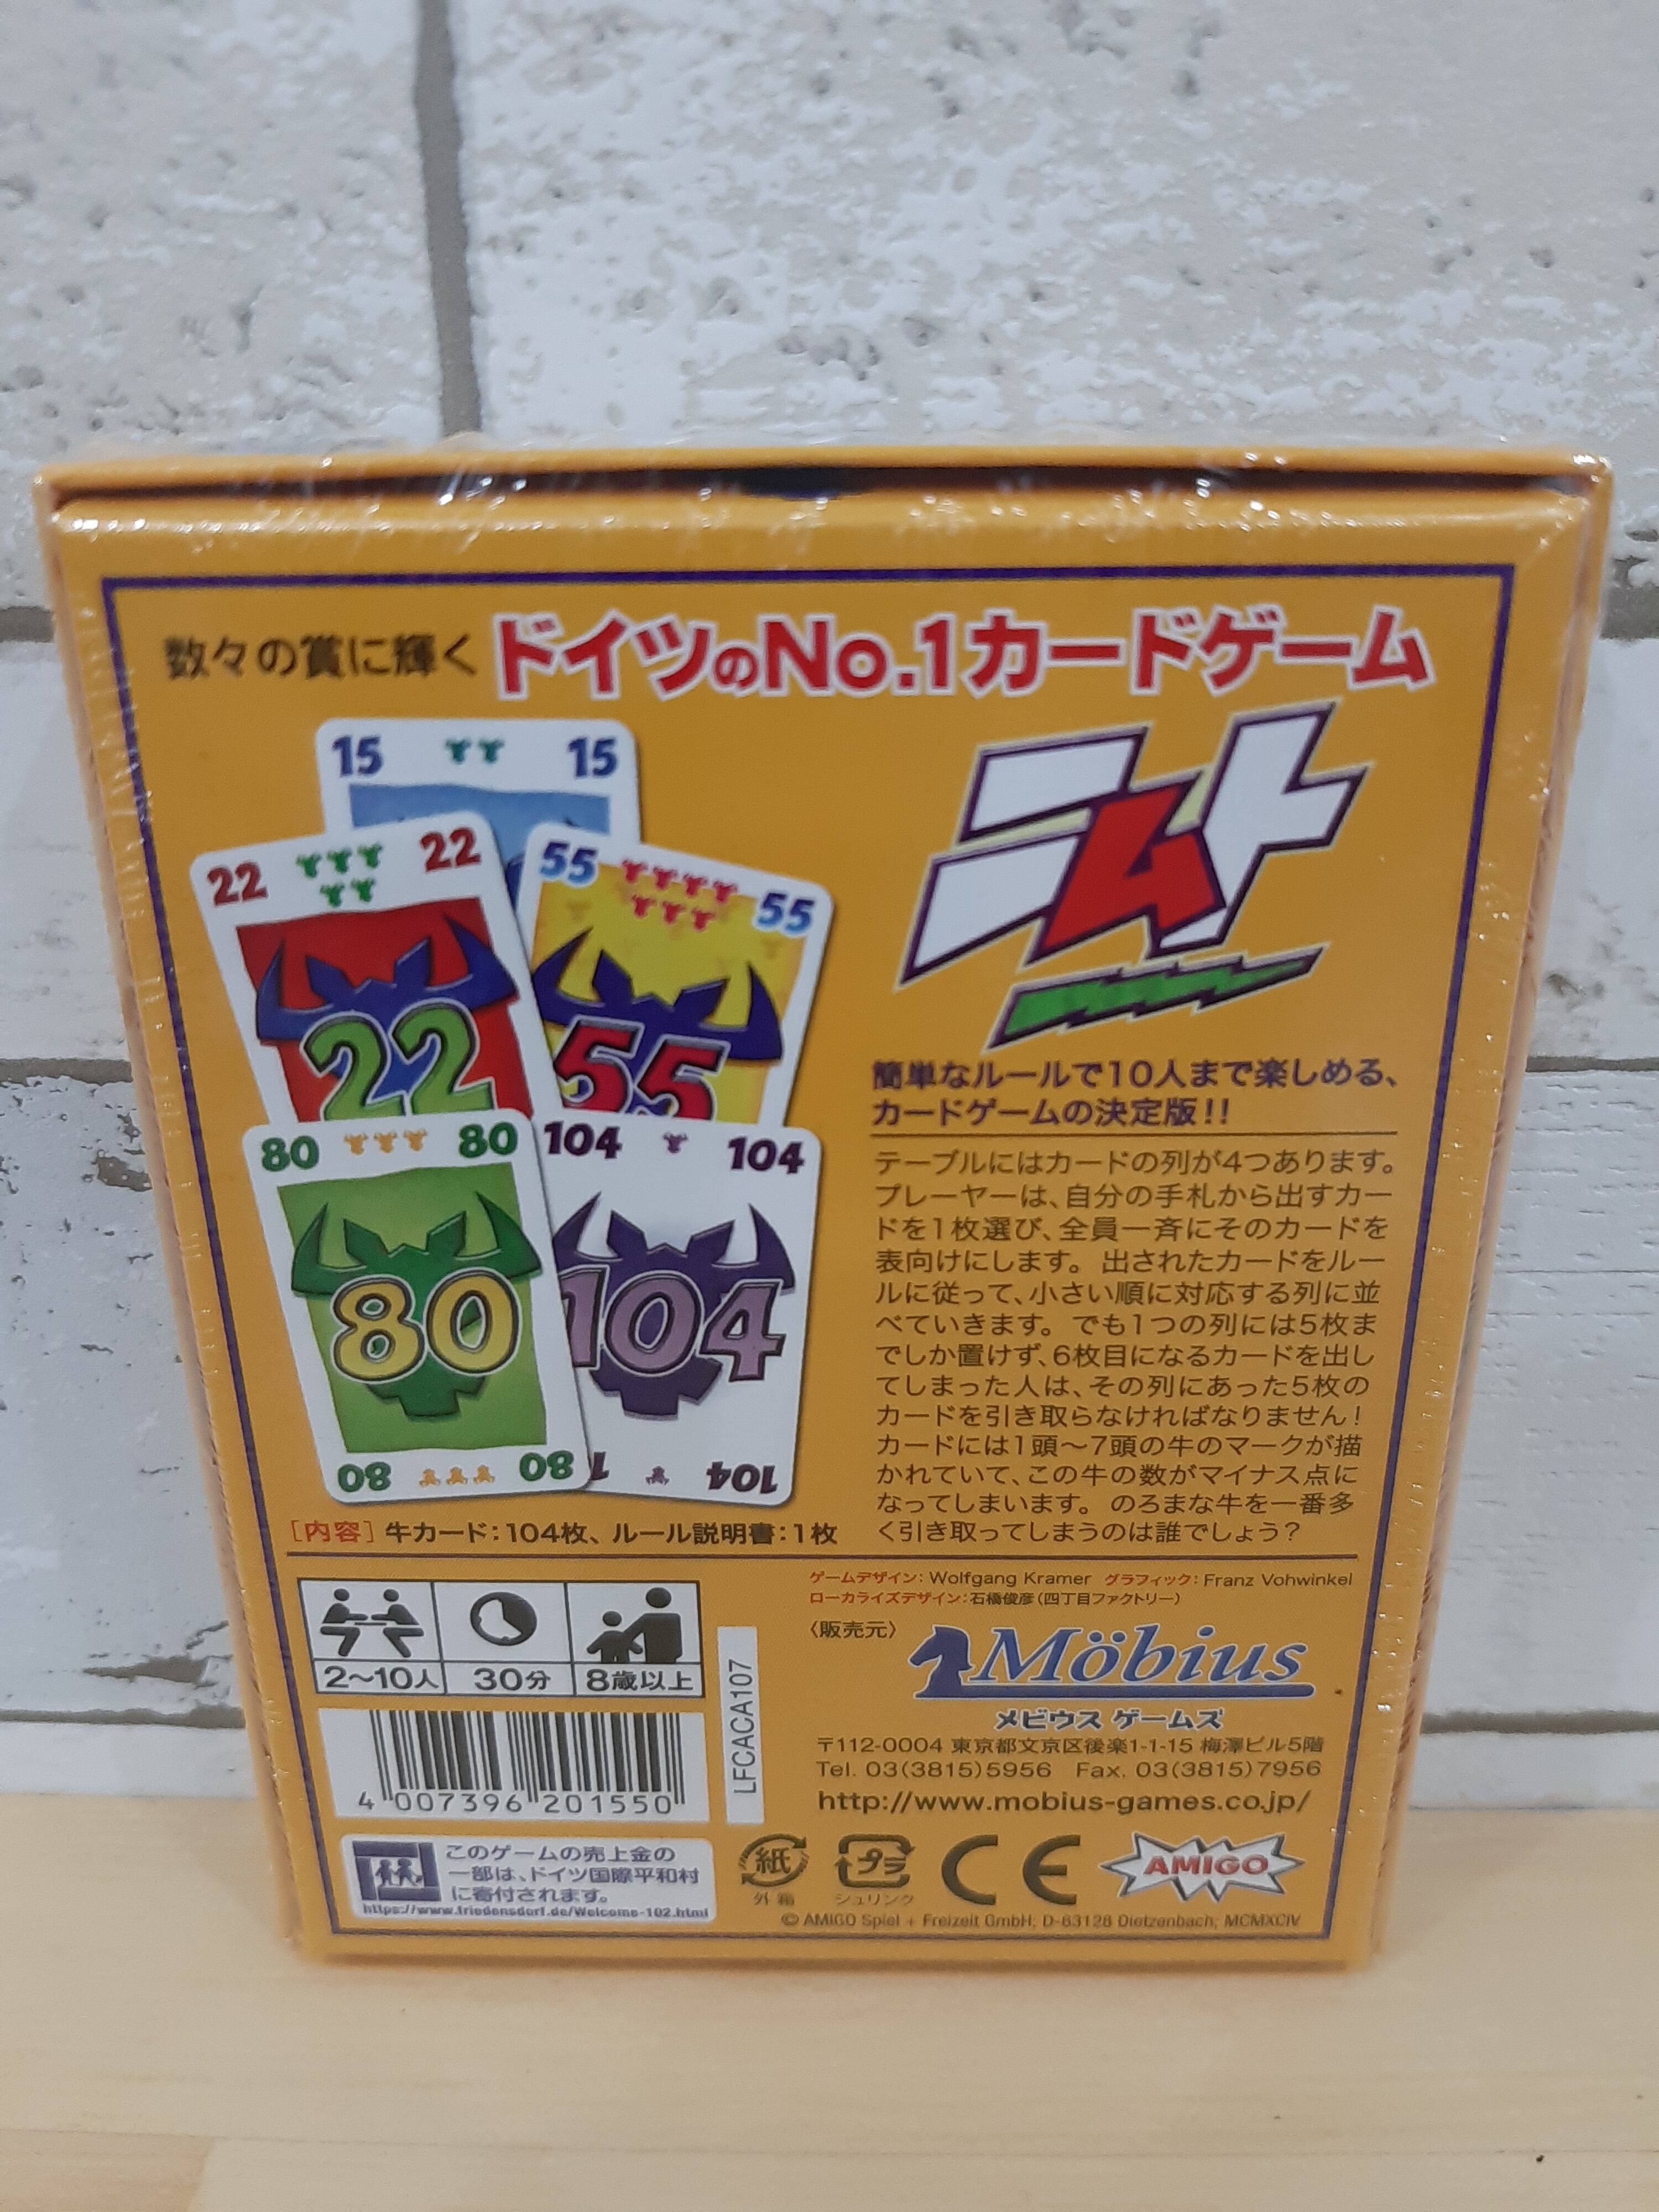 数々の賞に輝く ドイツのNo.1カードゲーム
ニムト
15 15
22 22
55 55
22
55
80 80
104 104
80
104
80 80
104
簡単なルールで10人まで楽しめる、
カードゲームの決定版!!
テーブルにはカードの列が4つあります。
プレーヤーは、自分の手札から出すカー
ドを1枚選び、全員一斉にそのカードを
表向けにします。出されたカードをルー
ルに従って、小さい順に対応する列に並
べていきます。でも1つの列には5枚ま
でしか置けず、6枚目になるカードを出し
てしまった人は、その列にあった5枚の
カードを引き取らなければなりません!
カードには1頭〜7頭の牛のマークが描
かれていて、この牛の数がマイナス点に
なってしまいます。のろまな牛を一番多
く引き取ってしまうのは誰でしょう?
[内容] 牛カード:104枚、ルール説明書:1枚
ゲームデザイン: Wolfgang Kramer グラフィック: Franz Vohwinkel
ローカライズデザイン:石橋俊彦(四丁目ファクトリー)
2〜10人 30分 8歳以上
LFCACA107
4 007396 201550
〈販売元〉
Möbius
メビウス ゲームズ
〒112-0004 東京都文京区後楽1-1-15 梅澤ビル5階
Tel. 03(3815)5956 Fax. 03(3815)7956
http://www.mobius-games.co.jp/
このゲームの売上金の
一部は、ドイツ国際平和村
に寄付されます。
https://www.friedensdorf.de/Welcome-102.html
紙
外箱
プラ
シュリンク
CE
AMIGO
© AMIGO Spiel + Freizeit GmbH, D-63128 Dietzenbach, MCMXCIV